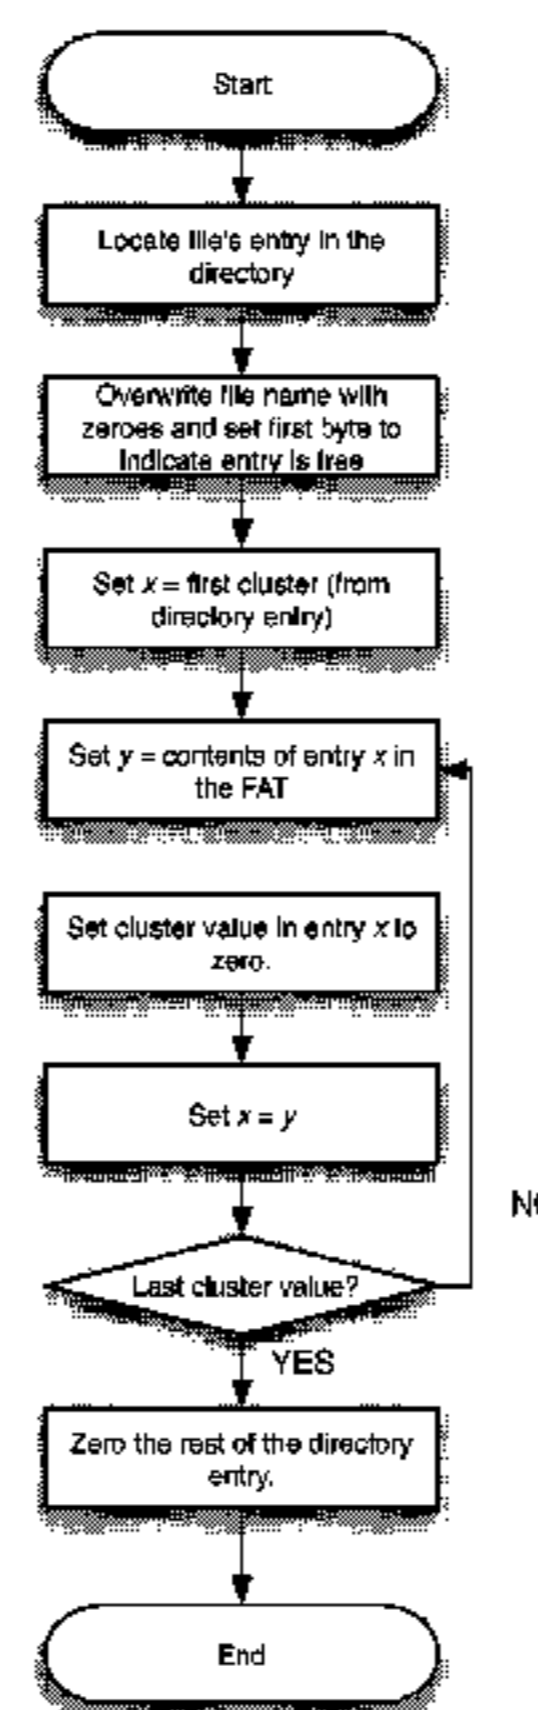 Start
Locate file's entry in the
directory
Overwrite file name with
zeroes and set first byte to
indicate entry is free
Set x = first cluster (from
directory entry)
Set y = contents of entry x in
the FAT
Set cluster value in entry x to
zero.
Set x = y
NO
Last cluster value?
YES
Zero the rest of the directory
entry.
End